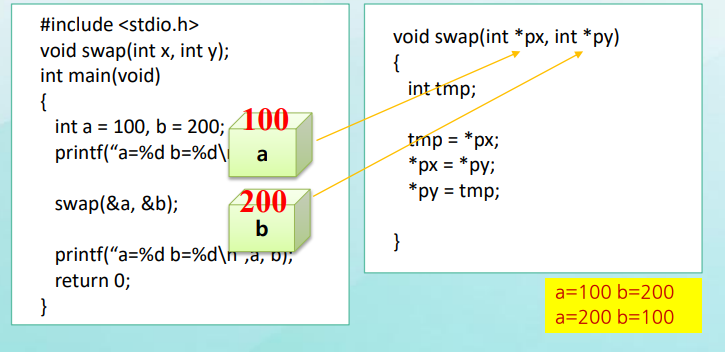 #include <stdio.h>
void swap(int x, int y);
int main(void)
{
int a = 100, b = 200;
printf(“a=%d b=%d\
swap(&a, &b);
printf(“a=%d b=%d\n”,a, b);
return 0;
}
100
a
200
b
void swap(int *px, int *py)
{
int tmp;
tmp = *px;
*px = *py;
*py = tmp;
}
a=100 b=200
a=200 b=100